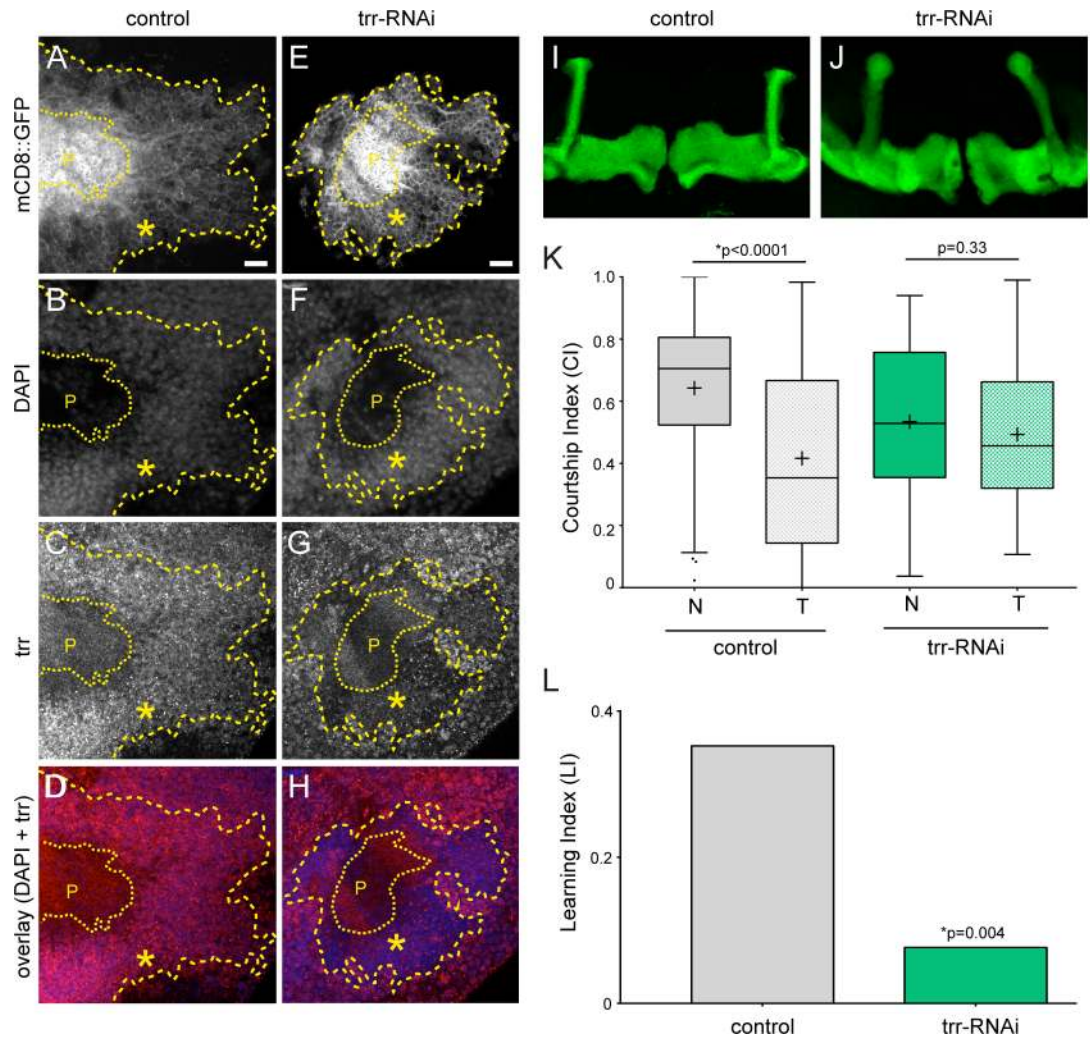 control
trr-RNAi
control
trr-RNAi
A
E
I
J
mCD8::GFP
P
P
*
*
B
F
DAPI
P
P
*
*
C
G
trr
P
P
*
*
D
H
overlay (DAPI + trr)
P
P
*
*
K
*p<0.0001
p=0.33
Courtship Index (CI)
1.0
0.8
0.6
0.4
0.2
0
N
T
N
T
control
trr-RNAi
L
Learning Index (LI)
0.4
0.2
0
*p=0.004
control
trr-RNAi